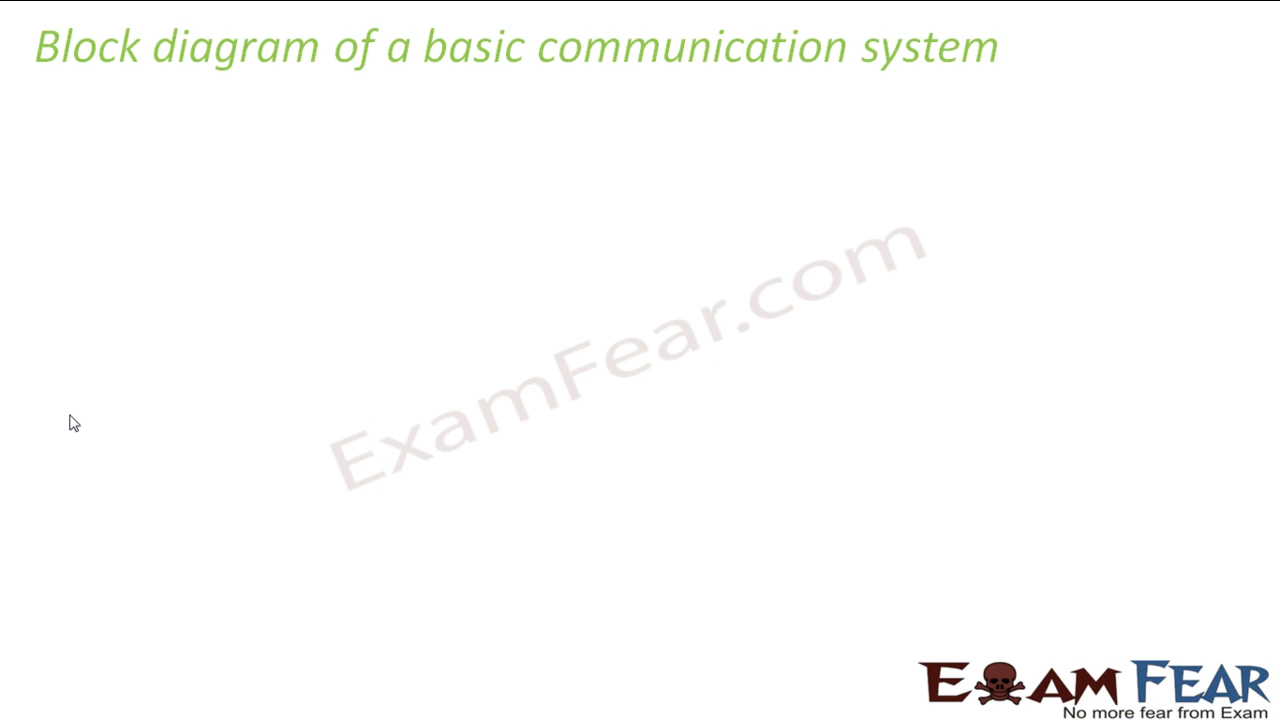 Block diagram of a basic communication system
ExamFear.com
EXAM FEAR
No more fear from Exam